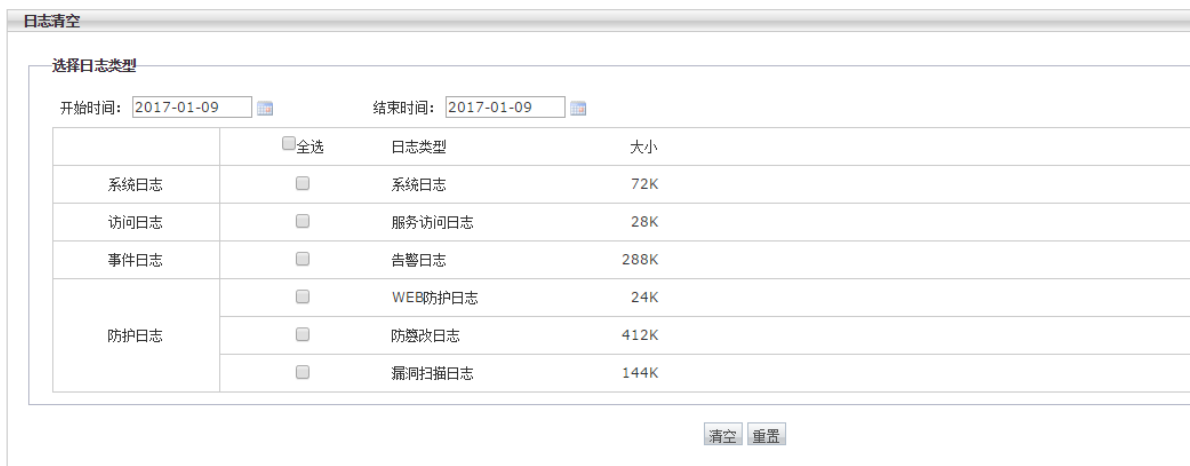 日志清空
选择日志类型
开始时间： 2017-01-09 结束时间： 2017-01-09
全选 日志类型 大小
系统日志 系统日志 72K
访问日志 服务访问日志 28K
事件日志 告警日志 288K
防护日志 WEB防护日志 24K
防篡改日志 412K
漏洞扫描日志 144K
清空 重置